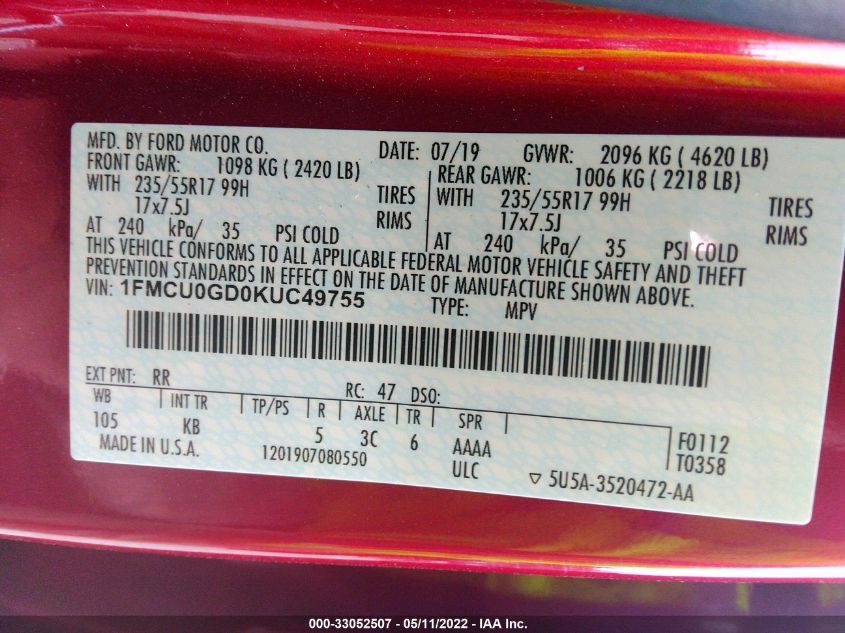 MFD. BY FORD MOTOR CO. DATE: 07/19 GVWR: 2096 KG ( 4620 LB)
FRONT GAWR: 1098 KG ( 2420 LB) REAR GAWR: 1006 KG ( 2218 LB)
WITH 235/55R17 99H TIRES WITH 235/55R17 99H TIRES
17x7.5J RIMS 17x7.5J RIMS
AT 240 kPa/ 35 PSI COLD AT 240 kPa/ 35 PSI COLD
THIS VEHICLE CONFORMS TO ALL APPLICABLE FEDERAL MOTOR VEHICLE SAFETY AND THEFT
PREVENTION STANDARDS IN EFFECT ON THE DATE OF MANUFACTURE SHOWN ABOVE.
VIN: 1FMCU0GD0KUC49755 TYPE: MPV
EXT PNT: RR RC: 47 DSO:
WB INT TR TP/PS R AXLE TR SPR
105 KB 5 3C 6 AAAA F0112
MADE IN U.S.A. 1201907080550 ULC T0358
▽ 5U5A-3520472-AA
000-33052507 - 05/11/2022 - IAA Inc.